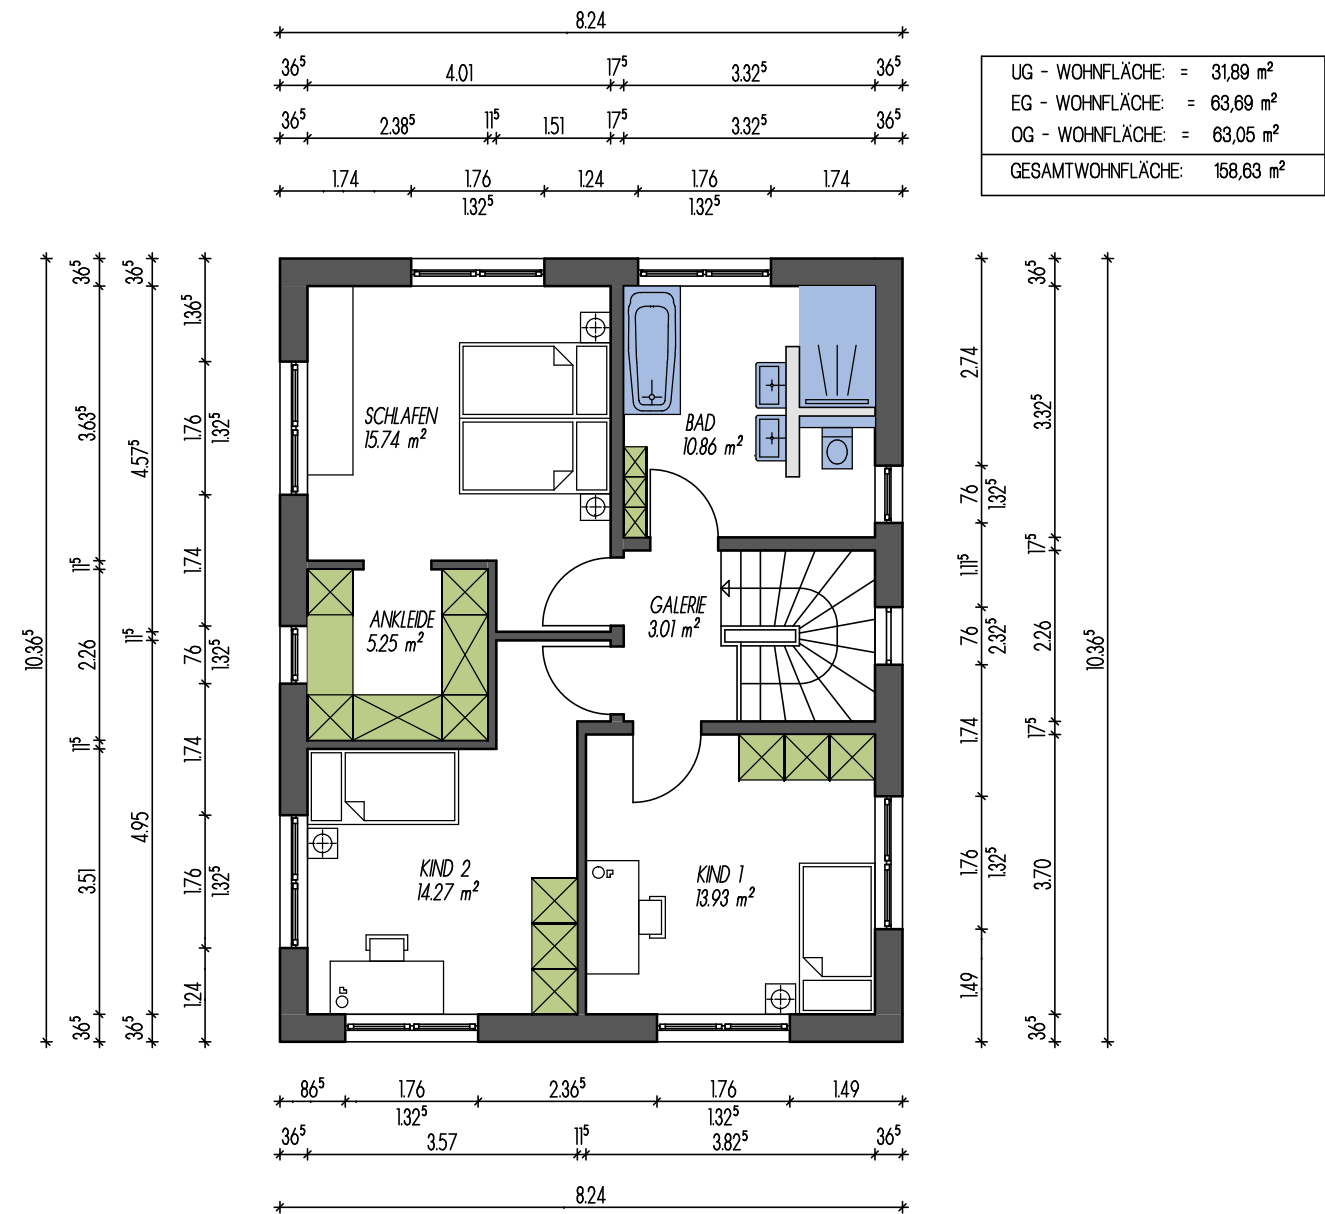 8.24
36⁵ 4.01 17⁵ 3.32⁵ 36⁵
36⁵ 2.38⁵ 11⁵ 1.51 17⁵ 3.32⁵ 36⁵
1.74 1.76 1.24 1.76 1.74
1.32⁵ 1.32⁵
UG - WOHNFLÄCHE: = 31,89 m²
EG - WOHNFLÄCHE: = 63,69 m²
OG - WOHNFLÄCHE: = 63,05 m²
GESAMTWOHNFLÄCHE: 158,63 m²
10.36⁵
36⁵ 3.63⁵ 11⁵ 2.26 11⁵ 3.51 36⁵
36⁵ 4.57⁵ 11⁵ 4.95 36⁵
1.36⁵ 1.76 1.74 76 1.74 1.76 1.24
1.32⁵ 1.32⁵ 1.32⁵
SCHLAFEN
15.74 m²
BAD
10.86 m²
ANKLEIDE
5.25 m²
GALERIE
3.01 m²
KIND 2
14.27 m²
KIND 1
13.93 m²
2.74 76 1.11⁵ 76 1.74 1.76 1.49
1.32⁵ 2.32⁵ 1.32⁵
36⁵ 3.32⁵ 17⁵ 2.26 17⁵ 3.70 36⁵
10.36⁵
86⁵ 1.76 2.36⁵ 1.76 1.49
1.32⁵ 1.32⁵
36⁵ 3.57 11⁵ 3.82⁵ 36⁵
8.24